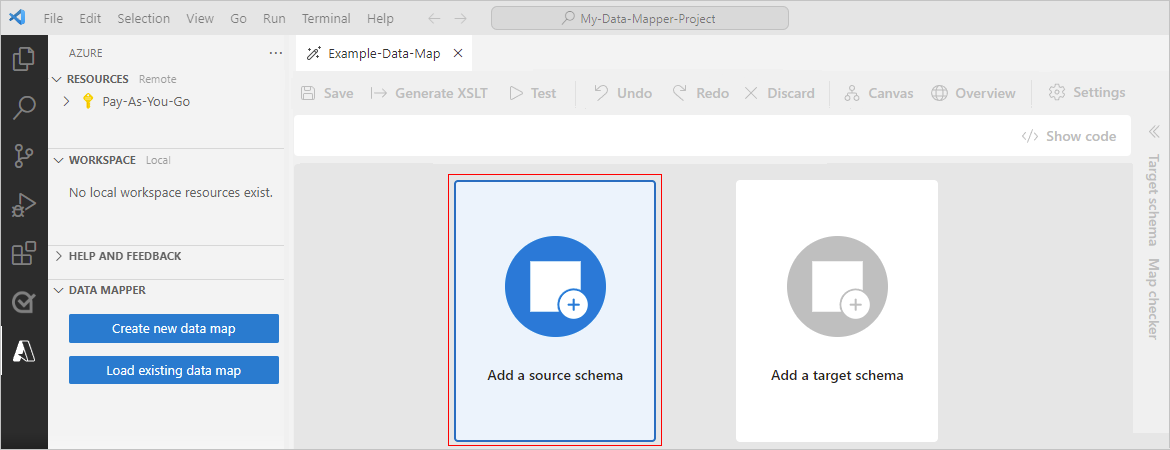 File Edit Selection View Go Run Terminal Help My-Data-Mapper-Project
AZURE
RESOURCES Remote
Pay-As-You-Go
WORKSPACE Local
No local workspace resources exist.
HELP AND FEEDBACK
DATA MAPPER
Create new data map
Load existing data map
Example-Data-Map
Save Generate XSLT Test Undo Redo Discard Canvas Overview Settings
Show code
Add a source schema
Add a target schema
Target schema
Map checker